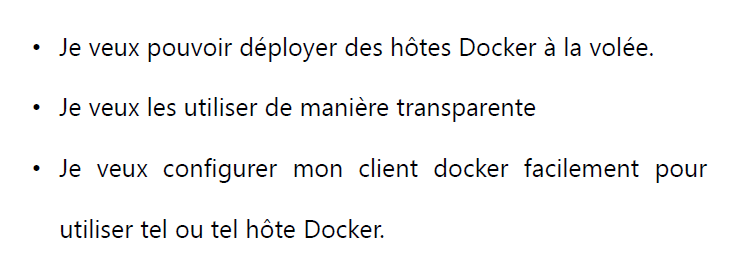 • Je veux pouvoir déployer des hôtes Docker à la volée.
• Je veux les utiliser de manière transparente
• Je veux configurer mon client docker facilement pour
utiliser tel ou tel hôte Docker.